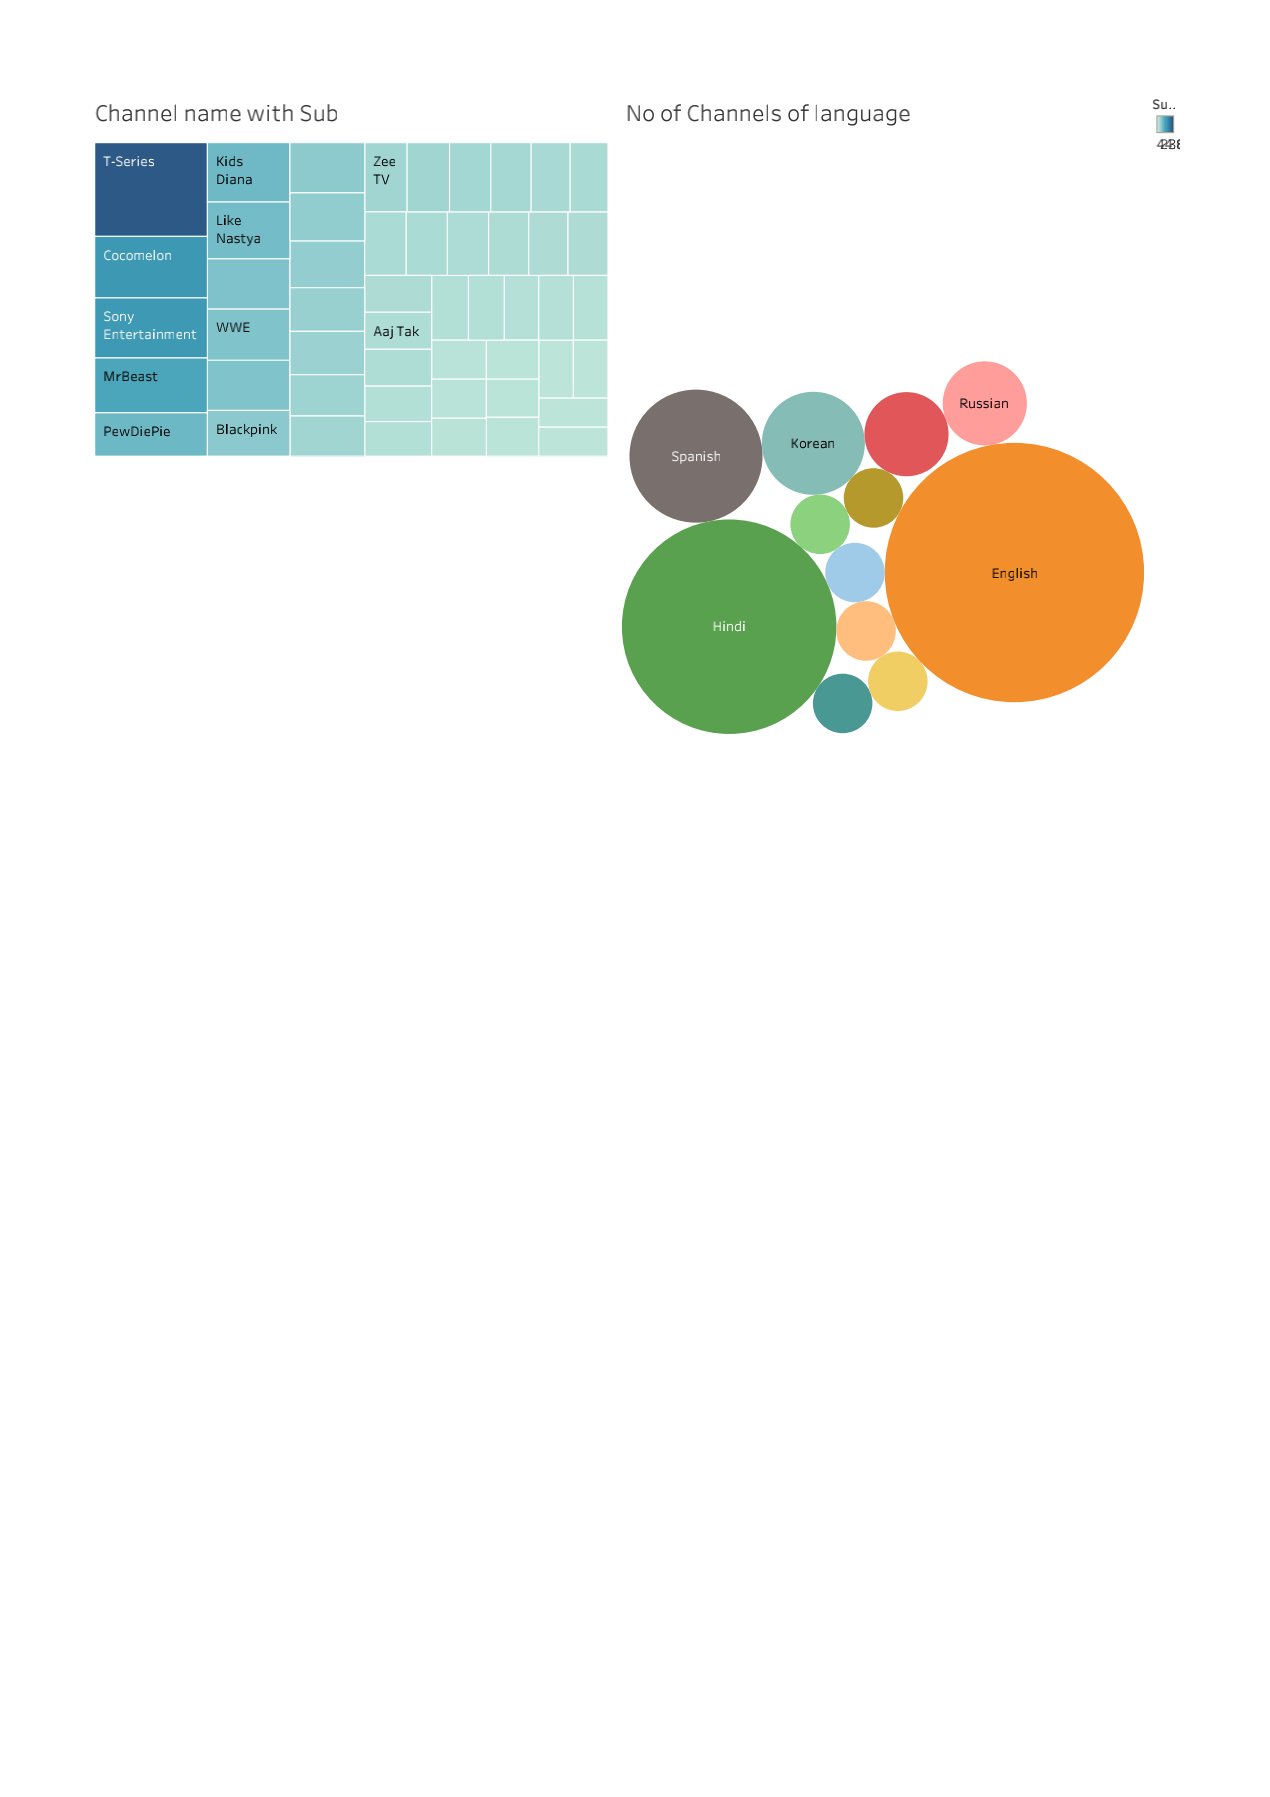 Channel name with Sub
No of Channels of language
Su..
T-Series
Kids
Diana
Zee
TV
Like
Nastya
Cocomelon
Sony
Entertainment
WWE
Aaj Tak
MrBeast
PewDiePie
Blackpink
Russian
Korean
Spanish
English
Hindi